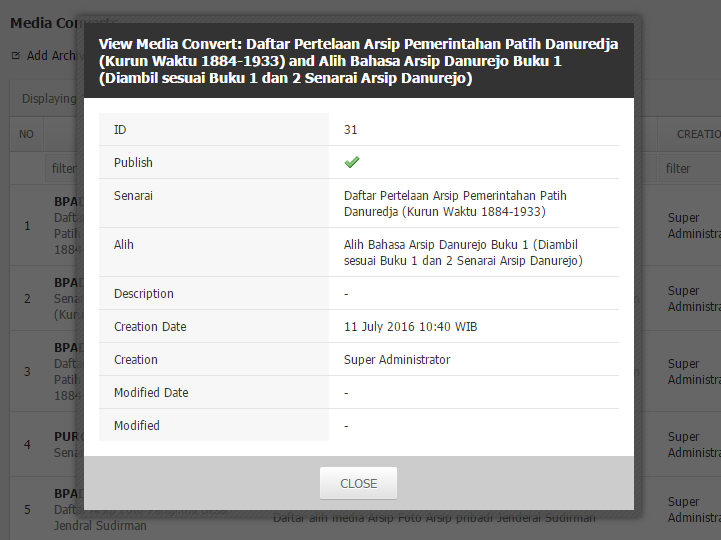 Media Converts
Add Archi
View Media Convert: Daftar Pertelaan Arsip Pemerintahan Patih Danuredja
(Kurun Waktu 1884-1933) and Alih Bahasa Arsip Danurejo Buku 1
(Diambil sesuai Buku 1 dan 2 Senarai Arsip Danurejo)
Displaying
NO
CREATIO
filter
filter
ID 31
Publish
Senarai Daftar Pertelaan Arsip Pemerintahan Patih
Danuredja (Kurun Waktu 1884-1933)
Alih Alih Bahasa Arsip Danurejo Buku 1 (Diambil
sesuai Buku 1 dan 2 Senarai Arsip Danurejo)
Description -
Creation Date 11 July 2016 10:40 WIB
Creation Super Administrator
Modified Date -
Modified -
CLOSE
1 BPAD
Dafta
Patih
1884
Super
Administra
2 BPAD
Sena
(Kuru
Super
Administra
3 BPAD
Dafta
Patih
1884
Super
Administra
4 PURO
Sena
Super
Administra
5 BPAD
Jendral Sudirman
Daftar alih media Arsip Foto Arsip pribadi Jenderal Sudirman
Super
Administra